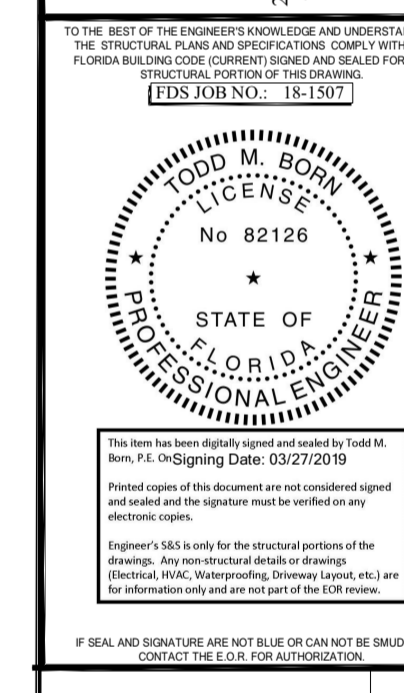 TO THE BEST OF THE ENGINEER'S KNOWLEDGE AND
THE STRUCTURAL PLANS AND SPECIFICATIONS COMPLY WITH
FLORIDA BUILDING CODE (CURRENT) SIGNED AND SEALED FOR
STRUCTURAL PORTION OF THIS DRAWING.
FDS JOB NO.: 18-1507
TODD M. BORN
LICENSE
No 82126
STATE OF
FLORIDA
PROFESSIONAL ENGINEER
This item has been digitally signed and sealed by Todd M.
Born, P.E. On Signing Date: 03/27/2019
Printed copies of this document are not considered signed
and sealed and the signature must be verified on any
electronic copies.
Engineer's S&S is only for the structural portions of the
drawings. Any non-structural details or drawings
(Electrical, HVAC, Waterproofing, Driveway Layout, etc.) are
for information only and are not part of the EOR review.
IF SEAL AND SIGNATURE ARE NOT BLUE OR CAN NOT BE
CONTACT THE E.O.R. FOR AUTHORIZATION.